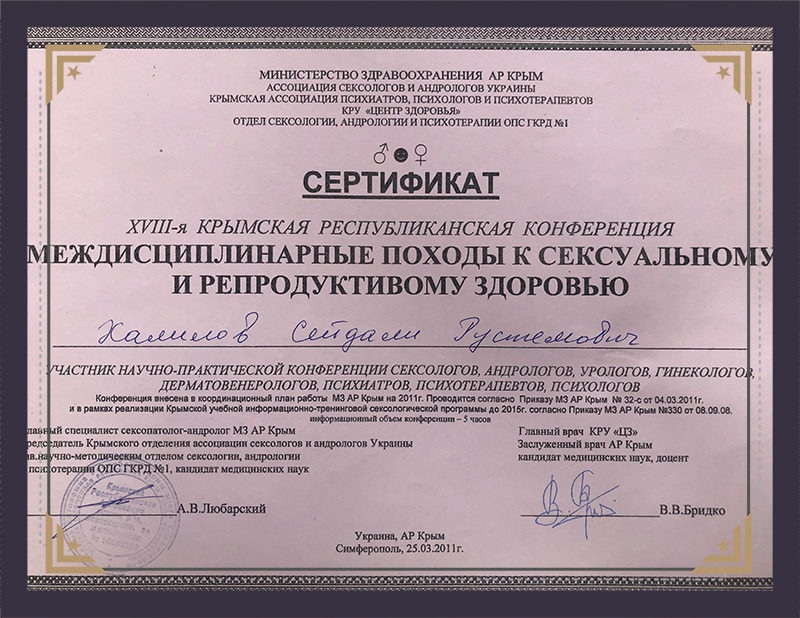 МИНИСТЕРСТВО ЗДРАВООХРАНЕНИЯ АР КРЫМ
АССОЦИАЦИЯ СЕКСОЛОГОВ И АНДРОЛОГОВ УКРАИНЫ
КРЫМСКАЯ АССОЦИАЦИЯ ПСИХИАТРОВ, ПСИХОЛОГОВ И ПСИХОТЕРАПЕВТОВ
КРУ «ЦЕНТР ЗДОРОВЬЯ»
ОТДЕЛ СЕКСОЛОГИИ, АНДРОЛОГИИ И ПСИХОТЕРАПИИ ОПС ГКРД №1
СЕРТИФИКАТ
XVIII-я КРЫМСКАЯ РЕСПУБЛИКАНСКАЯ КОНФЕРЕНЦИЯ
МЕЖДИСЦИПЛИНАРНЫЕ ПОХОДЫ К СЕКСУАЛЬНОМУ
И РЕПРОДУКТИВОМУ ЗДОРОВЬЮ
Халилов Сейдали Рустемович
УЧАСТНИК НАУЧНО-ПРАКТИЧЕСКОЙ КОНФЕРЕНЦИИ СЕКСОЛОГОВ, АНДРОЛОГОВ, УРОЛОГОВ, ГИНЕКОЛОГОВ,
ДЕРМАТОВЕНЕРОЛОГОВ, ПСИХИАТРОВ, ПСИХОТЕРАПЕВТОВ, ПСИХОЛОГОВ
Конференция внесена в координационный план работы МЗ АР Крым на 2011г. Проводится согласно Приказу МЗ АР Крым № 32-с от 04.03.2011г.
и в рамках реализации Крымской учебной информационно-тренинговой сексологической программы до 2015г. согласно Приказу МЗ АР Крым №330 от 08.09.08.
информационный объем конференции – 5 часов
лавный специалист сексопатолог-андролог МЗ АР Крым
редседатель Крымского отделения ассоциации сексологов и андрологов Украины
ав.научно-методическим отделом сексологии, андрологии
психотерапии ОПС ГКРД №1, кандидат медицинских наук
А.В.Любарский
Главный врач КРУ «ЦЗ»
Заслуженный врач АР Крым
кандидат медицинских наук, доцент
В.В.Бридко
Украина, АР Крым
Симферополь, 25.03.2011г.